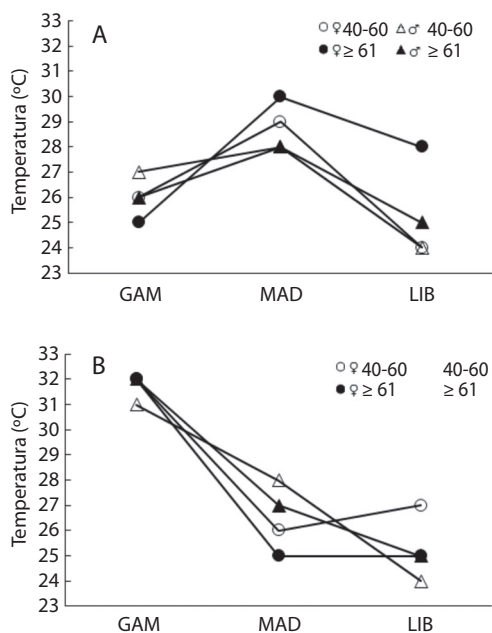 A
♀ 40-60 ♂ 40-60
♀ ≥ 61 ♂ ≥ 61
Temperatura (ºC)
33
32
31
30
29
28
27
26
25
24
23
GAM MAD LIB
B
♀ 40-60 40-60
♀ ≥ 61 ≥ 61
Temperatura (ºC)
33
32
31
30
29
28
27
26
25
24
23
GAM MAD LIB